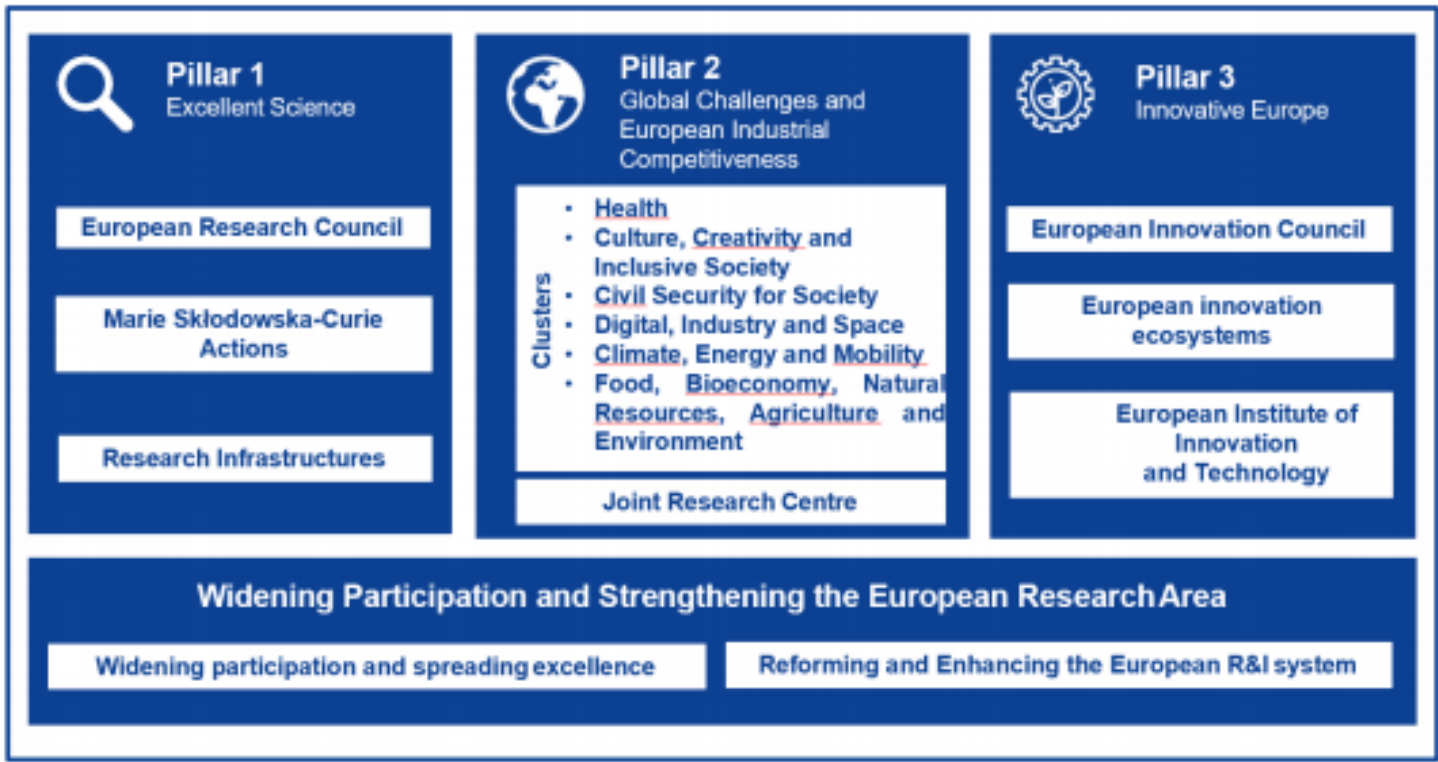 Pillar 1
Excellent Science
European Research Council
Marie Skłodowska-Curie
Actions
Research Infrastructures
Pillar 2
Global Challenges and
European Industrial
Competitiveness
Clusters
• Health
• Culture, Creativity and
Inclusive Society
• Civil Security for Society
• Digital, Industry and Space
• Climate, Energy and Mobility
• Food, Bioeconomy, Natural
Resources, Agriculture and
Environment
Joint Research Centre
Pillar 3
Innovative Europe
European Innovation Council
European innovation
ecosystems
European Institute of
Innovation
and Technology
Widening Participation and Strengthening the European Research Area
Widening participation and spreading excellence
Reforming and Enhancing the European R&I system